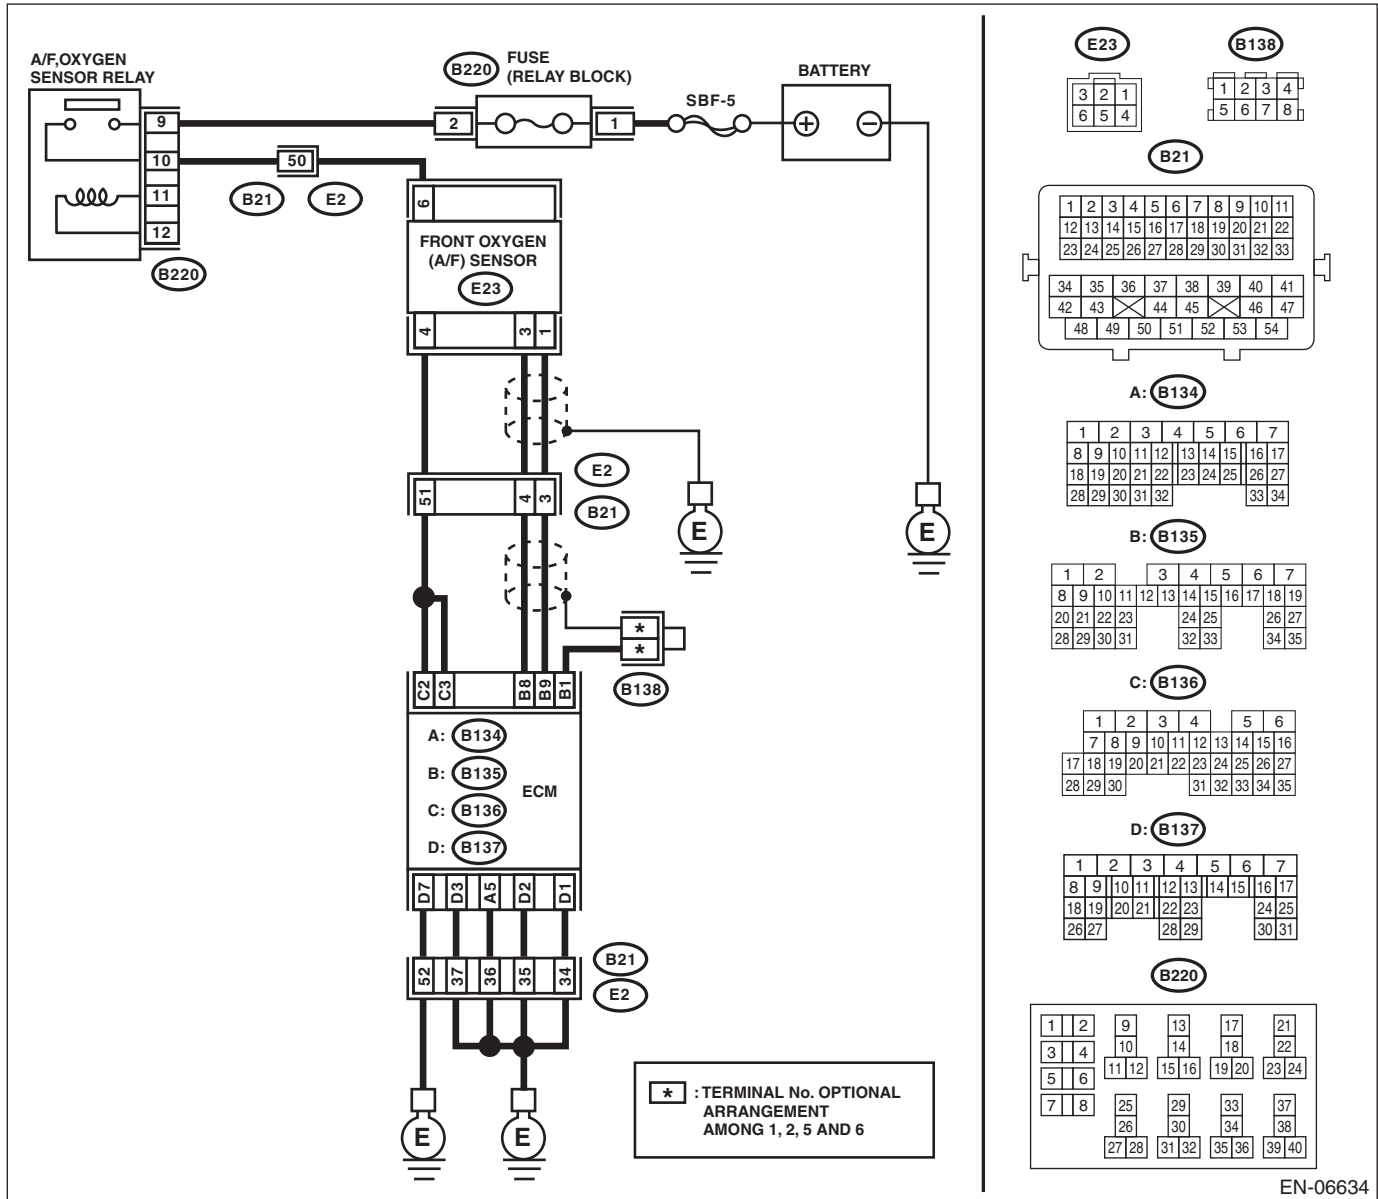 A/F,OXYGEN
SENSOR RELAY
9
10
11
12
B220
B220
FUSE
(RELAY BLOCK)
2
1
SBF-5
BATTERY
+
−
50
B21
E2
6
FRONT OXYGEN
(A/F) SENSOR
E23
4
3
1
E2
B21
51
4
3
E
E
*
*
B138
C2
C3
B8
B9
B1
A: B134
B: B135
C: B136
D: B137
ECM
D7
D3
A5
D2
D1
B21
E2
52
37
36
35
34
E
E
* : TERMINAL No. OPTIONAL
ARRANGEMENT
AMONG 1, 2, 5 AND 6
E23
3 2 1
6 5 4
B138
1 2 3 4
5 6 7 8
B21
1 2 3 4 5 6 7 8 9 10 11
12 13 14 15 16 17 18 19 20 21 22
23 24 25 26 27 28 29 30 31 32 33
34 35 36 37 38 39 40 41
42 43 44 45 46 47
48 49 50 51 52 53 54
A: B134
1 2 3 4 5 6 7
8 9 10 11 12 13 14 15 16 17
18 19 20 21 22 23 24 25 26 27
28 29 30 31 32 33 34
B: B135
1 2 3 4 5 6 7
8 9 10 11 12 13 14 15 16 17 18 19
20 21 22 23 24 25 26 27
28 29 30 31 32 33 34 35
C: B136
1 2 3 4 5 6
7 8 9 10 11 12 13 14 15 16
17 18 19 20 21 22 23 24 25 26 27
28 29 30 31 32 33 34 35
D: B137
1 2 3 4 5 6 7
8 9 10 11 12 13 14 15 16 17
18 19 20 21 22 23 24 25
26 27 28 29 30 31
B220
1 2 9 13 17 21
3 4 10 14 18 22
5 6 11 12 15 16 19 20 23 24
7 8 25 29 33 37
26 30 34 38
27 28 31 32 35 36 39 40
EN-06634